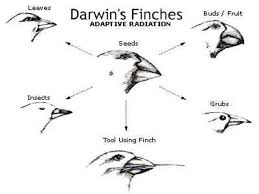 Darwin's Finches
ADAPTIVE RADIATION
Leaves
Buds / Fruit
Seeds
Insects
Grubs
Tool Using Finch